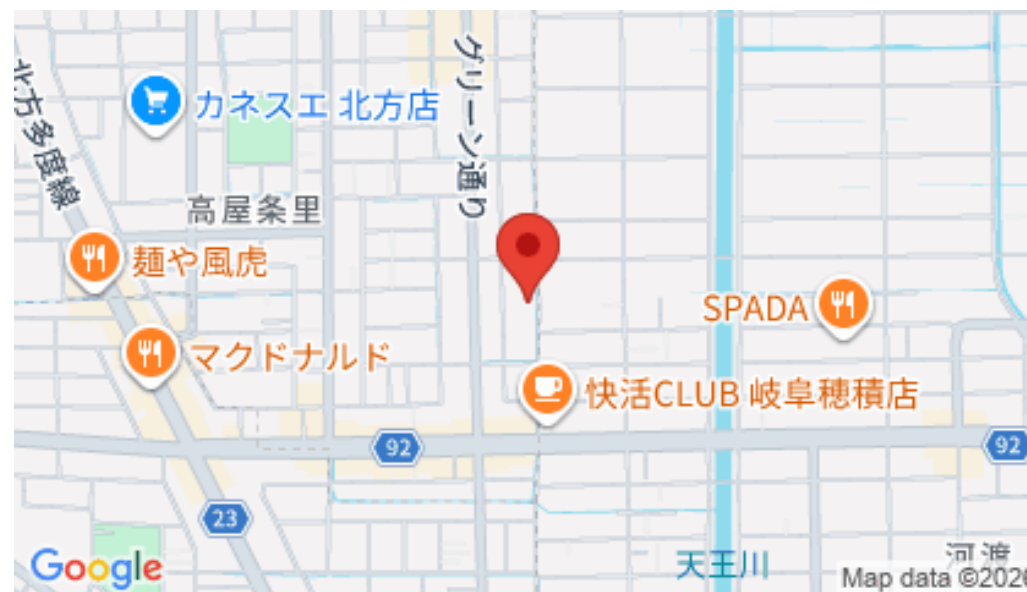 北方多度線
カネスエ 北方店
グリーン通り
高屋条里
麺や風虎
SPADA
マクドナルド
快活CLUB 岐阜穂積店
92
92
23
天王川
河渡
Google
Map data ©2026